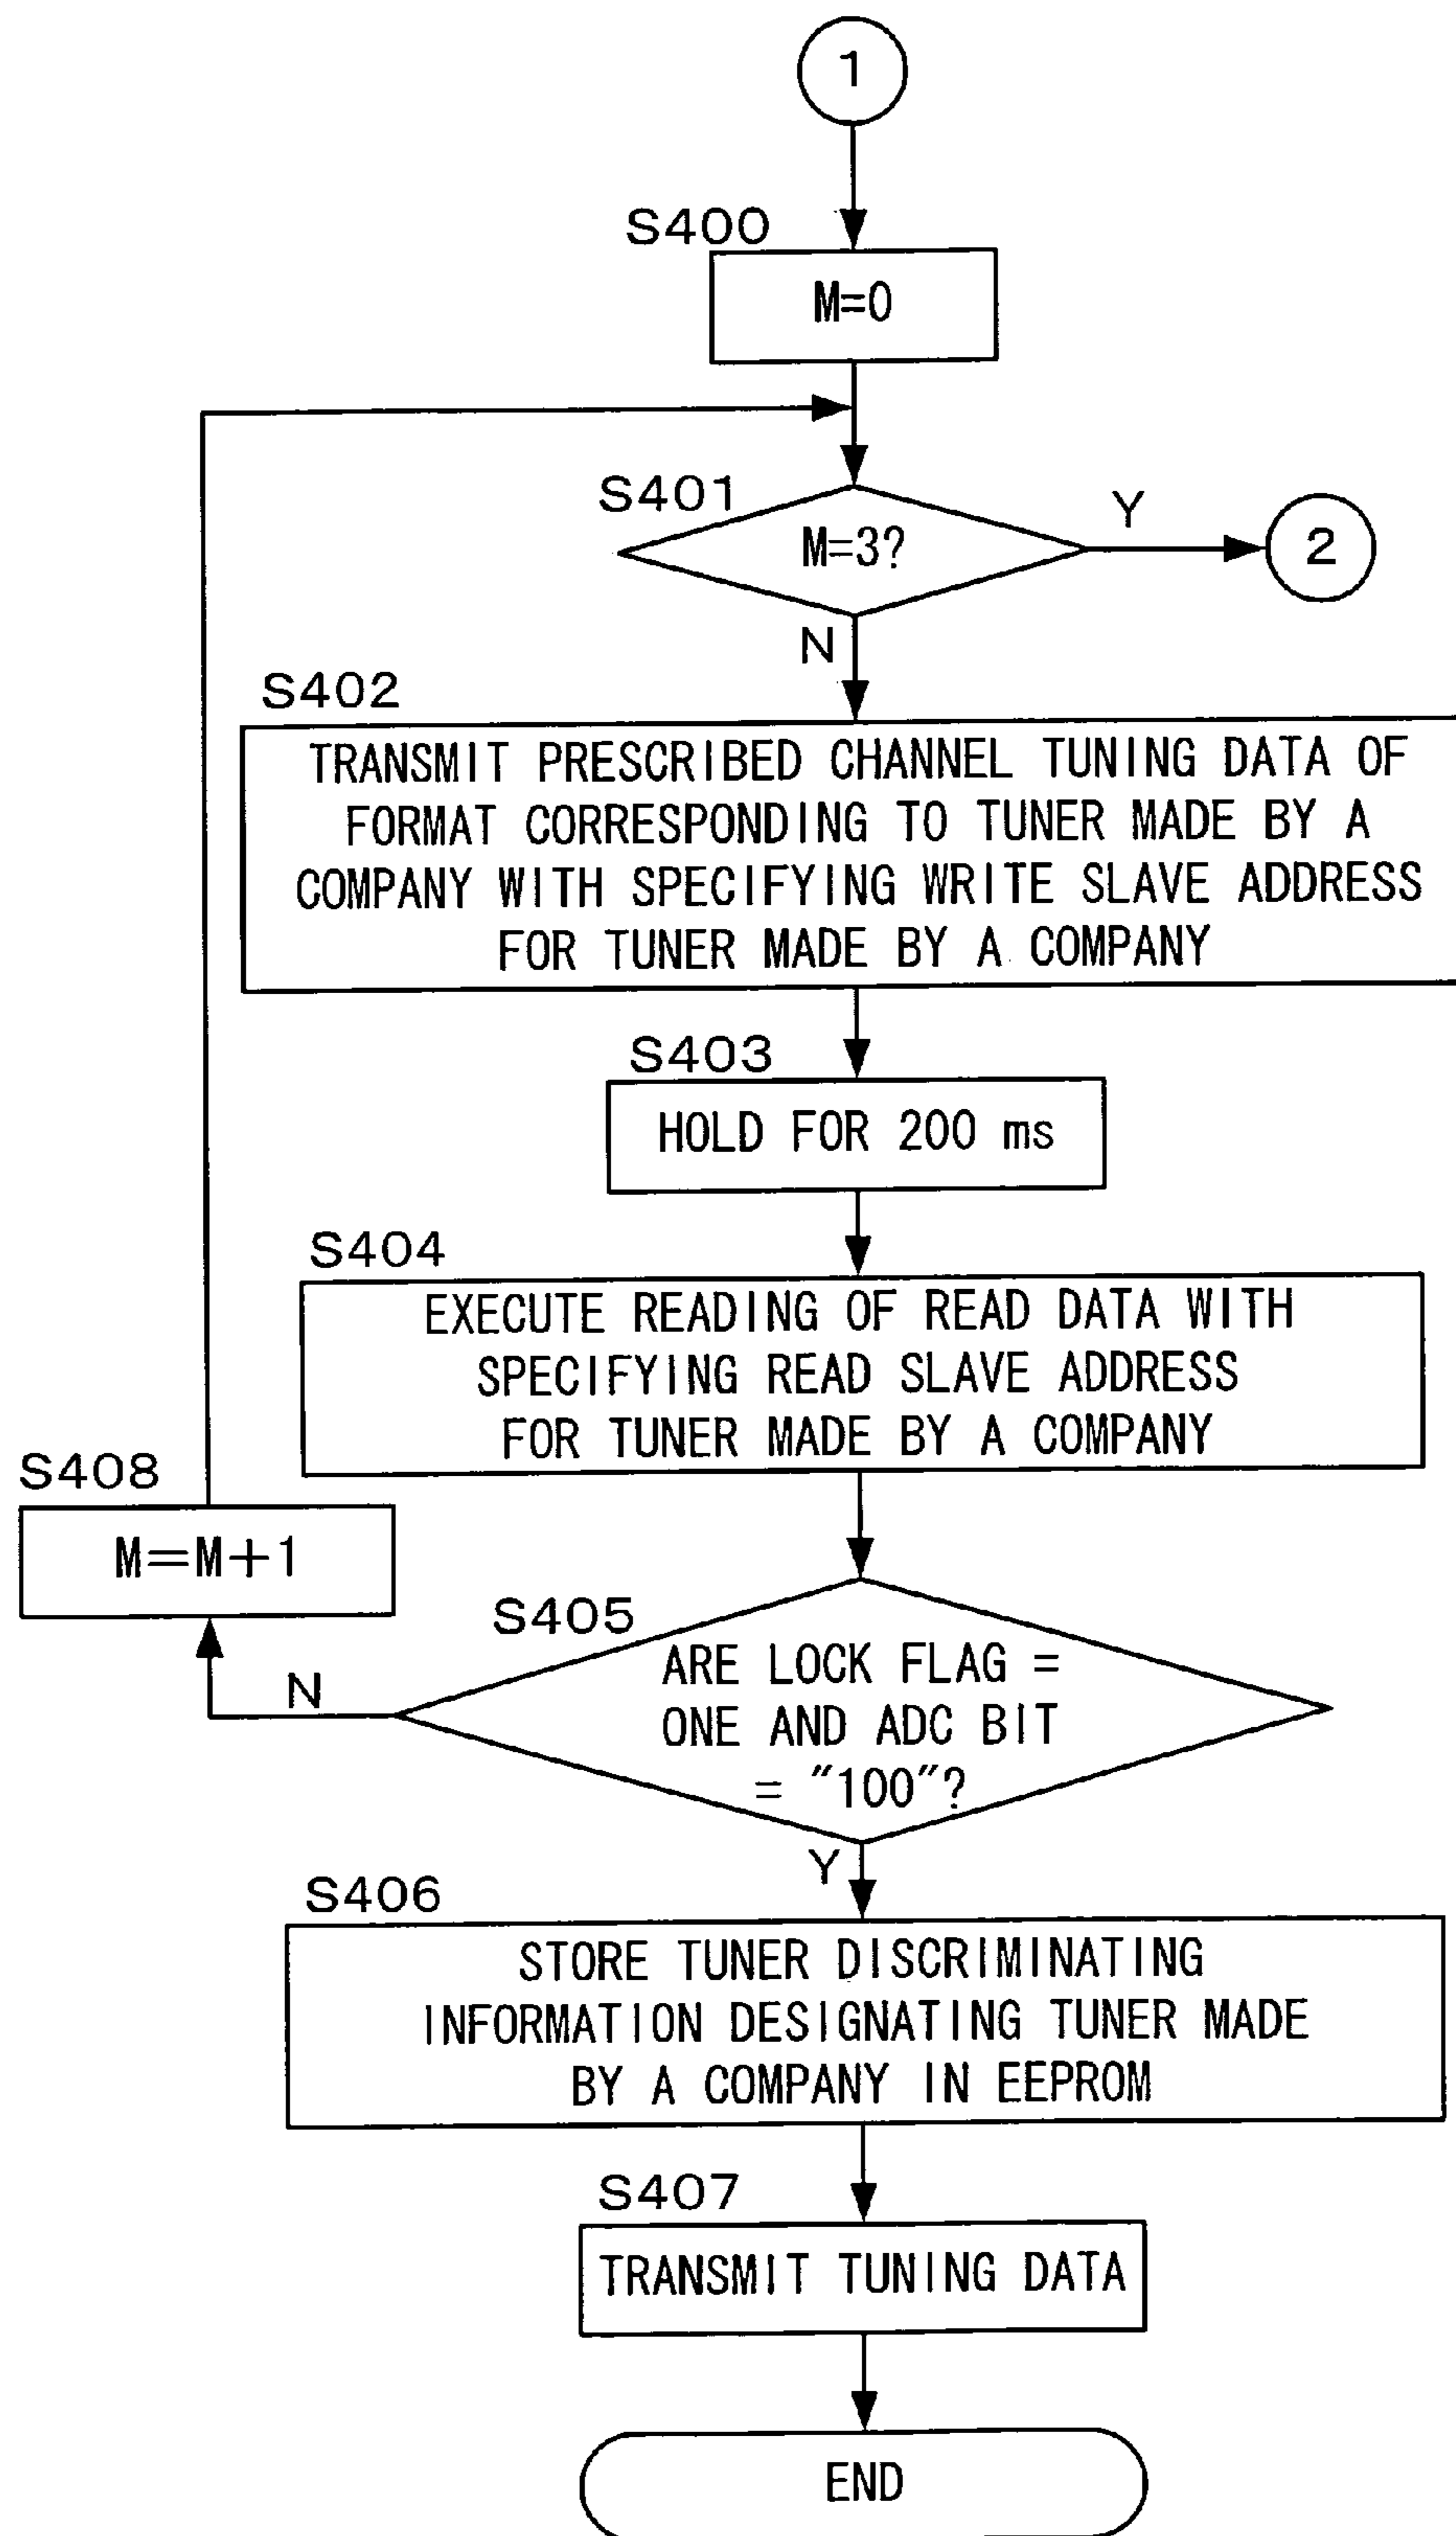 1
S400
M=0
S401
M=3?
Y
2
N
S402
TRANSMIT PRESCRIBED CHANNEL TUNING DATA OF
FORMAT CORRESPONDING TO TUNER MADE BY A
COMPANY WITH SPECIFYING WRITE SLAVE ADDRESS
FOR TUNER MADE BY A COMPANY
S403
HOLD FOR 200 ms
S404
EXECUTE READING OF READ DATA WITH
SPECIFYING READ SLAVE ADDRESS
FOR TUNER MADE BY A COMPANY
S408
M=M+1
S405
ARE LOCK FLAG =
ONE AND ADC BIT
= "100"?
N
Y
S406
STORE TUNER DISCRIMINATING
INFORMATION DESIGNATING TUNER MADE
BY A COMPANY IN EEPROM
S407
TRANSMIT TUNING DATA
END